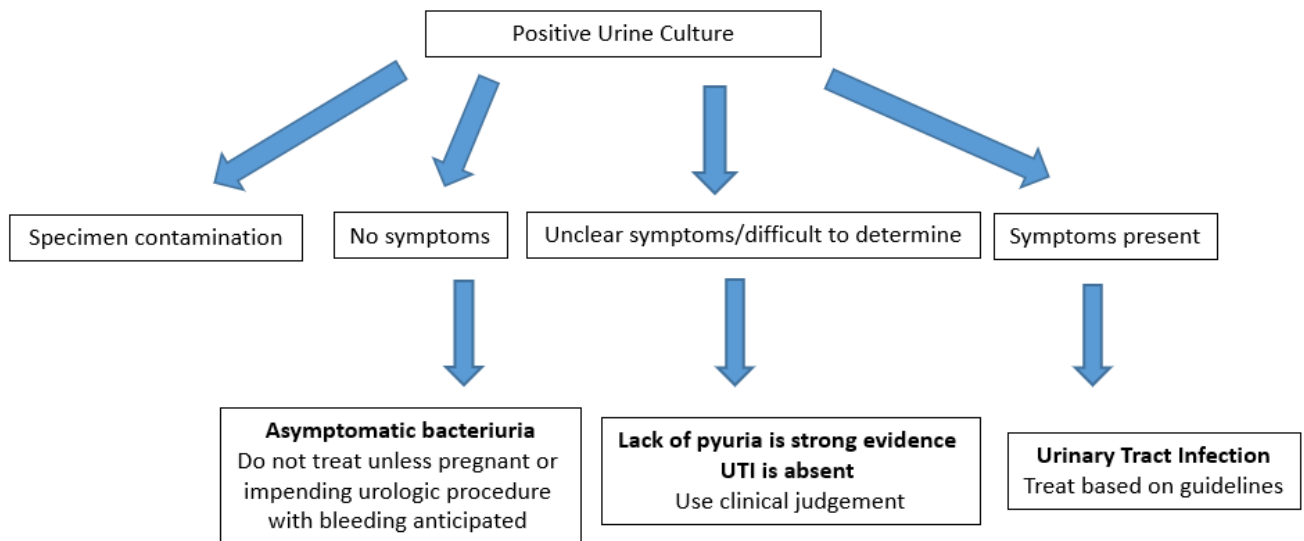 Positive Urine Culture
Specimen contamination
No symptoms
Unclear symptoms/difficult to determine
Symptoms present
Asymptomatic bacteriuria
Do not treat unless pregnant or
impending urologic procedure
with bleeding anticipated
Lack of pyuria is strong evidence
UTI is absent
Use clinical judgement
Urinary Tract Infection
Treat based on guidelines